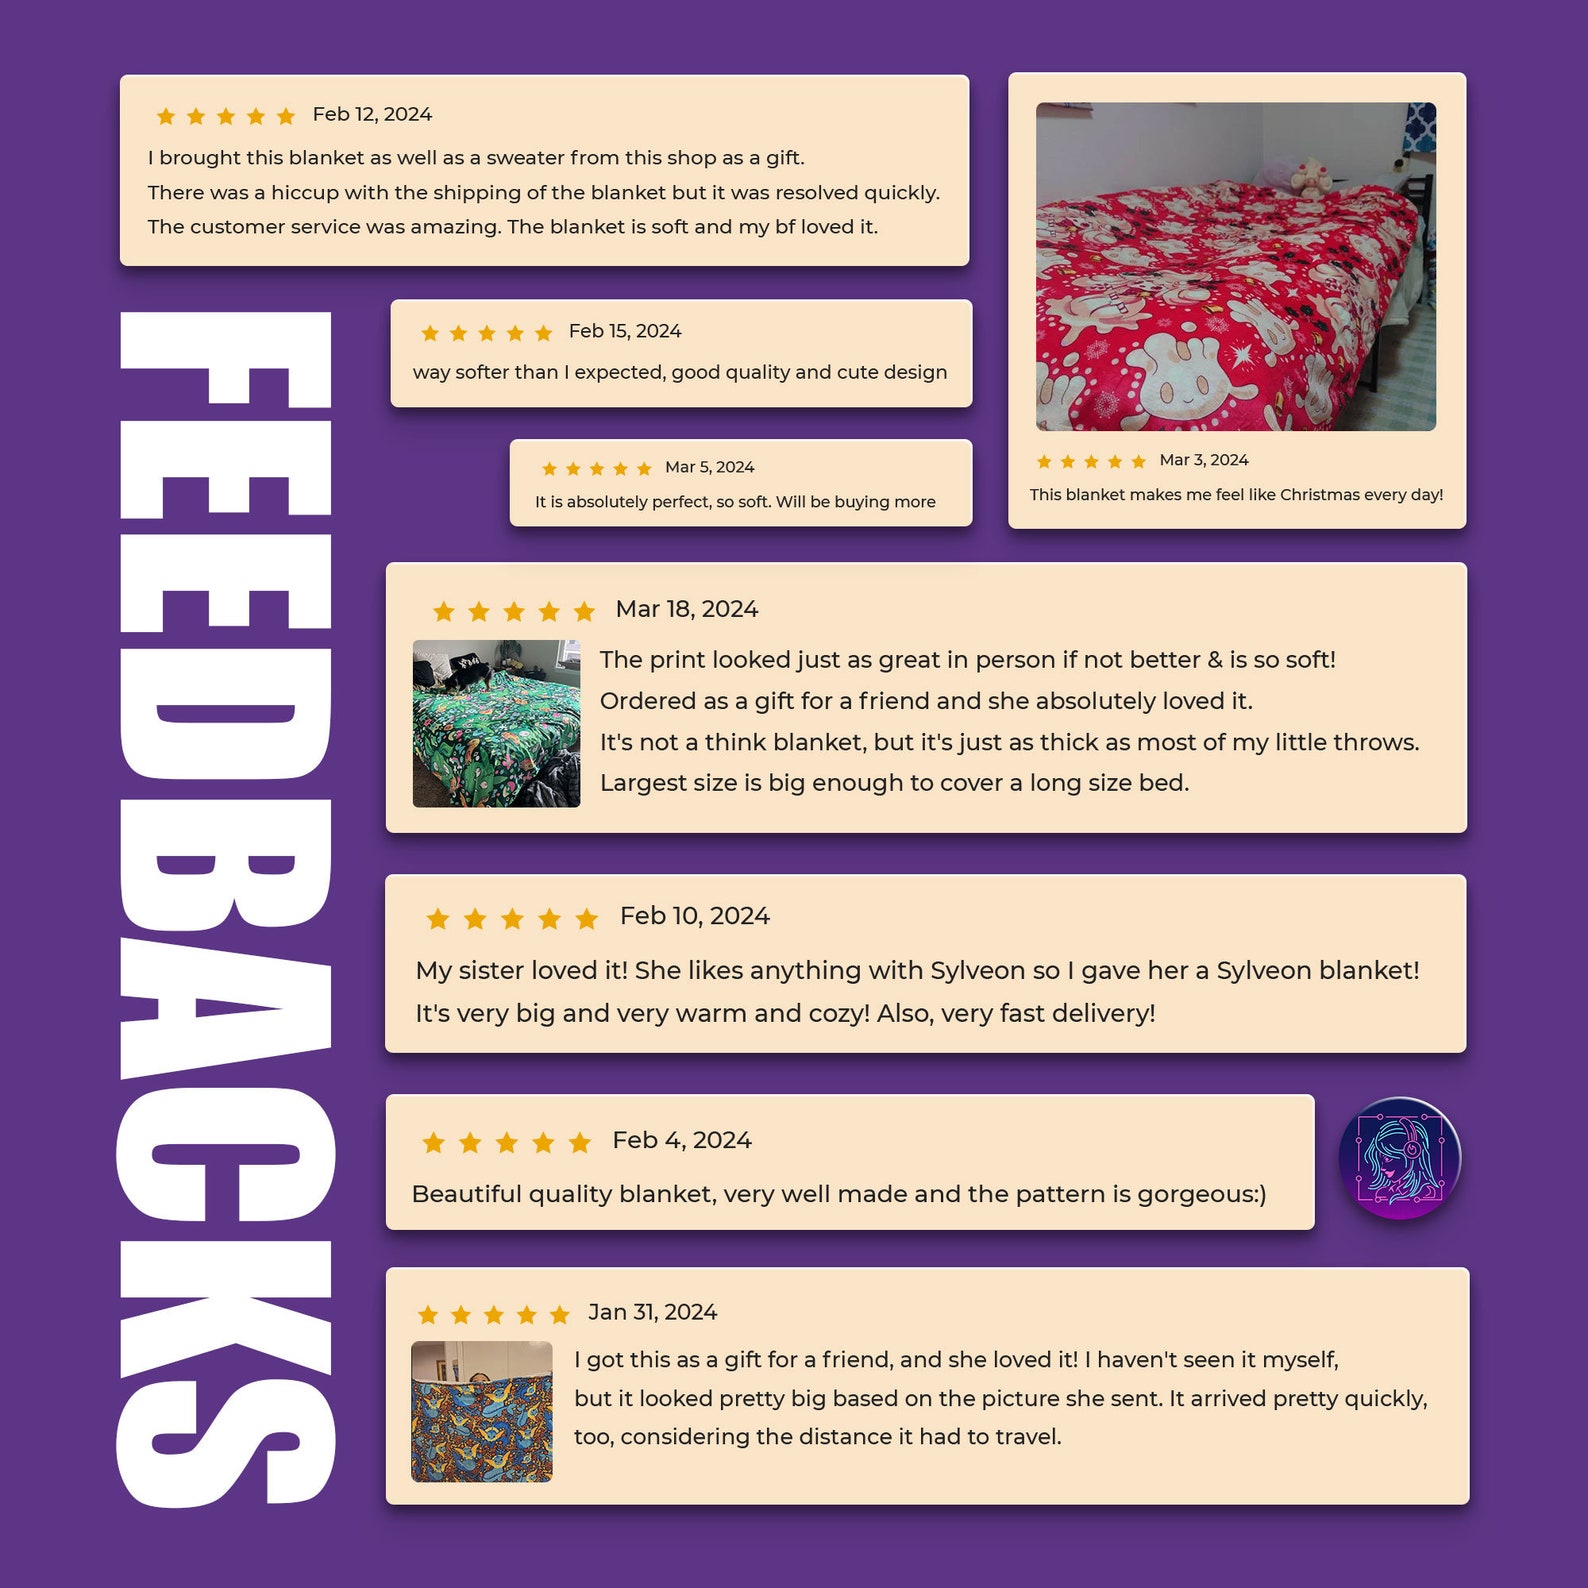 FEEDBACKS
Feb 12, 2024
I brought this blanket as well as a sweater from this shop as a gift.
There was a hiccup with the shipping of the blanket but it was resolved quickly.
The customer service was amazing. The blanket is soft and my bf loved it.
Feb 15, 2024
way softer than I expected, good quality and cute design
Mar 5, 2024
It is absolutely perfect, so soft. Will be buying more
Mar 3, 2024
This blanket makes me feel like Christmas every day!
Mar 18, 2024
The print looked just as great in person if not better & is so soft!
Ordered as a gift for a friend and she absolutely loved it.
It's not a think blanket, but it's just as thick as most of my little throws.
Largest size is big enough to cover a long size bed.
Feb 10, 2024
My sister loved it! She likes anything with Sylveon so I gave her a Sylveon blanket!
It's very big and very warm and cozy! Also, very fast delivery!
Feb 4, 2024
Beautiful quality blanket, very well made and the pattern is gorgeous:)
Jan 31, 2024
I got this as a gift for a friend, and she loved it! I haven't seen it myself,
but it looked pretty big based on the picture she sent. It arrived pretty quickly,
too, considering the distance it had to travel.